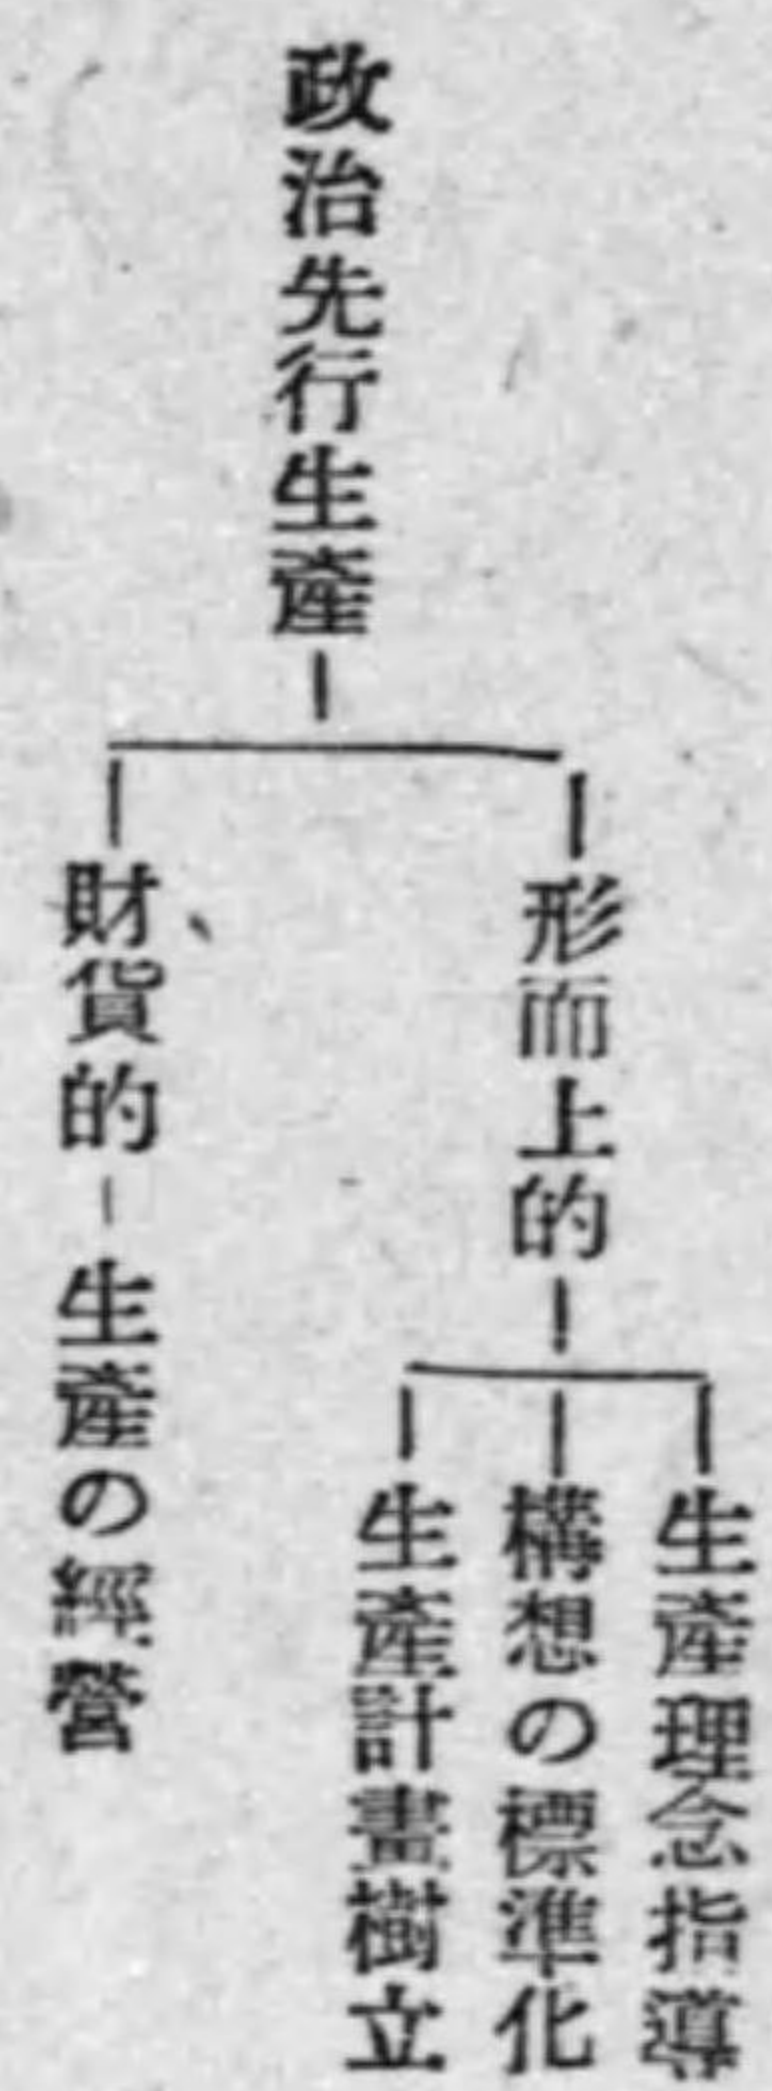 政治先行生產
形而上的
生產理念指導
構想の標準化
生產計畫樹立
財貨的
生產の經營